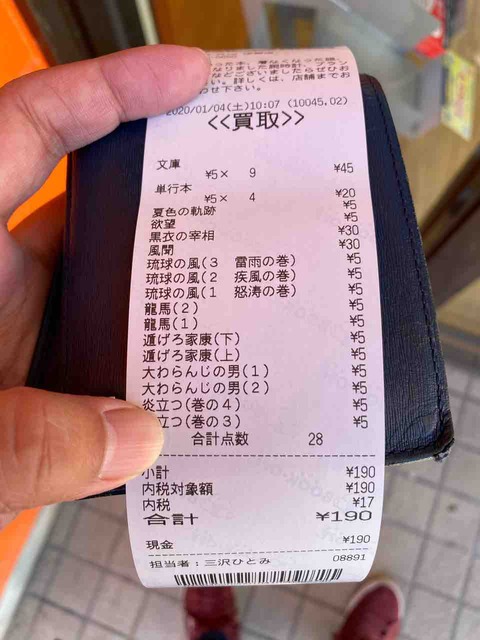 2020/01/04(土)10:07 (10045,02)
<<買取>>
文庫
¥5× 9 ¥45
単行本
¥5× 4 ¥20
夏色の軌跡 ¥5
欲望 ¥5
黒衣の宰相 ¥30
風聞 ¥30
琉球の風(3 雷雨の巻) ¥5
琉球の風(2 疾風の巻) ¥5
琉球の風(1 怒涛の巻) ¥5
龍馬(2) ¥5
龍馬(1) ¥5
遁げろ家康(下) ¥5
遁げろ家康(上) ¥5
大わらんじの男(1) ¥5
大わらんじの男(2) ¥5
炎立つ(巻の4) ¥5
立つ(巻の3) ¥5
合計点数 28
小計 ¥190
内税対象額 ¥190
内税 ¥17
合計 ¥190
現金 ¥190
担当者:三沢ひとみ 08891